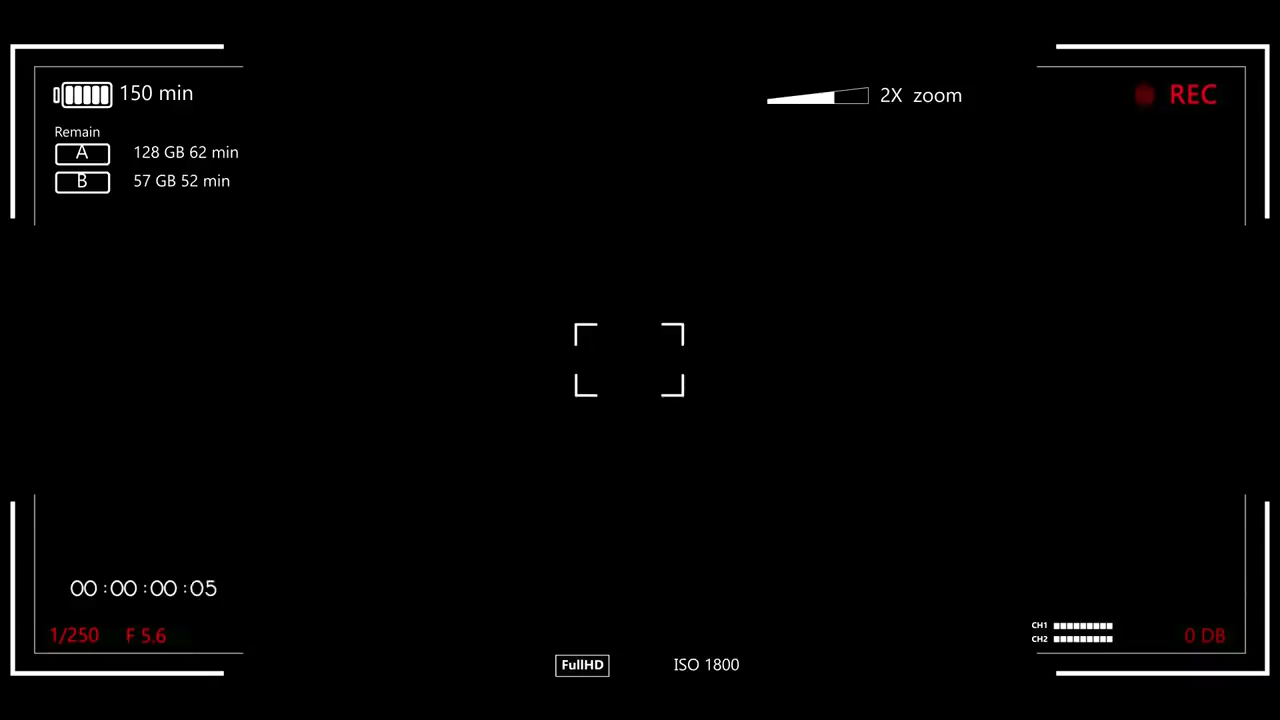 150 min
2X zoom
REC
Remain
A 128 GB 62 min
B 57 GB 52 min
00:00:00:05
1/250 F 5.6
CH1
CH2
0 DB
FullHD
ISO 1800